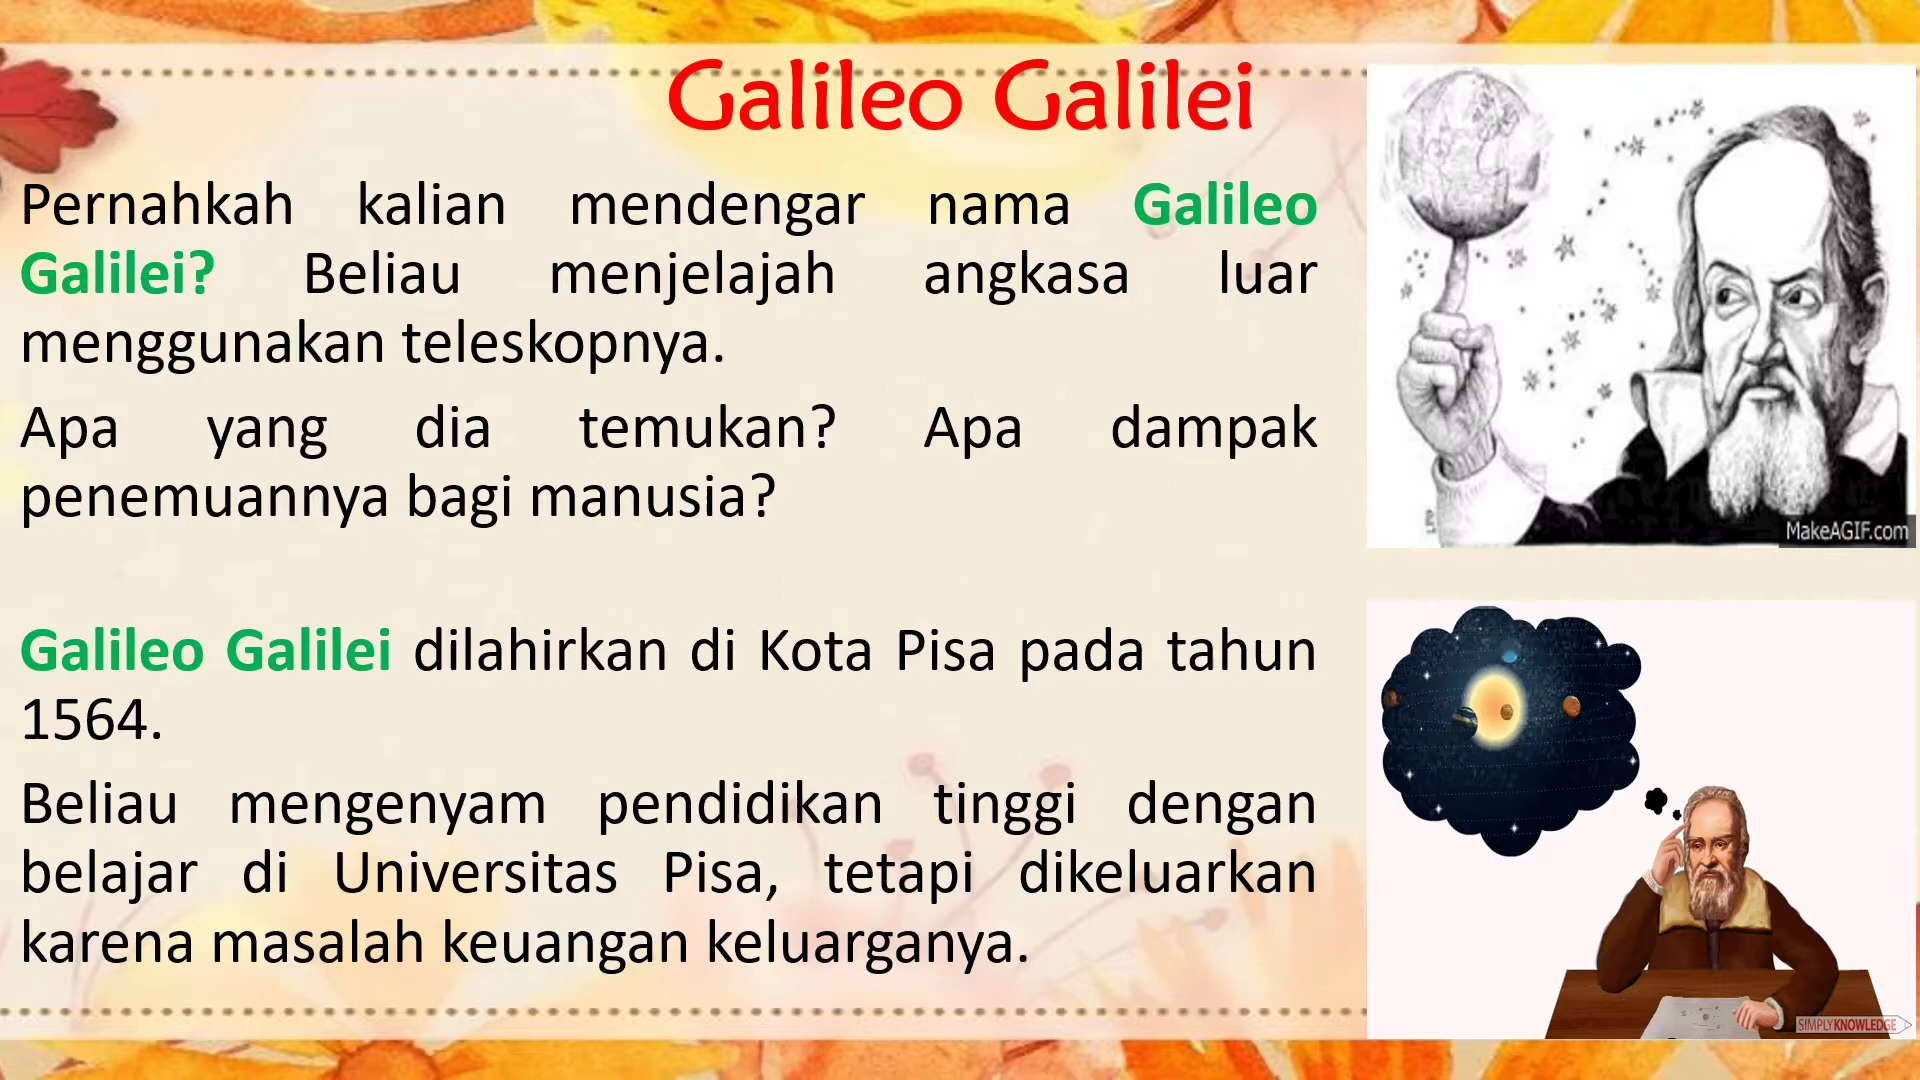 Galileo Galilei
Pernahkah kalian mendengar nama Galileo
Galilei? Beliau menjelajah angkasa luar
menggunakan teleskopnya.
Apa yang dia temukan? Apa dampak
penemuannya bagi manusia?
Galileo Galilei dilahirkan di Kota Pisa pada tahun
1564.
Beliau mengenyam pendidikan tinggi dengan
belajar di Universitas Pisa, tetapi dikeluarkan
karena masalah keuangan keluarganya.
MakeAGIF.com
SIMPLYKNOWLEDGE